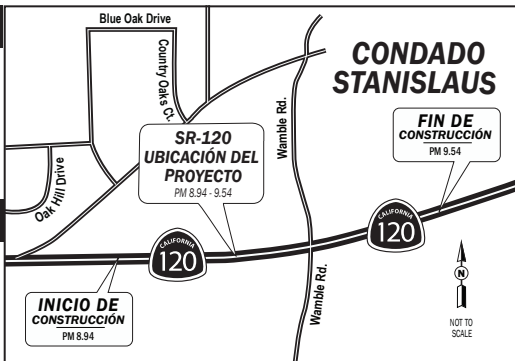 Blue Oak Drive
Country Oaks Ct.
CONDADO
STANISLAUS
Wamble Rd.
SR-120
UBICACIÓN DEL
PROYECTO
PM 8.94 - 9.54
FIN DE
CONSTRUCCIÓN
PM 9.54
Oak Hill Drive
CALIFORNIA
120
CALIFORNIA
120
INICIO DE
CONSTRUCCIÓN
PM 8.94
Wamble Rd.
N
NOT TO
SCALE